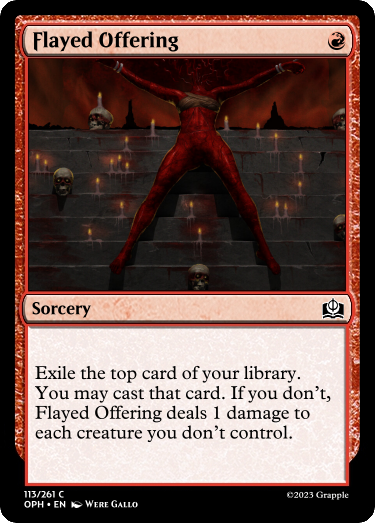 Flayed Offering
Sorcery
Exile the top card of your library.
You may cast that card. If you don't,
Flayed Offering deals 1 damage to
each creature you don't control.
113/261 C
OPH • EN Were Gallo
©2023 Grapple